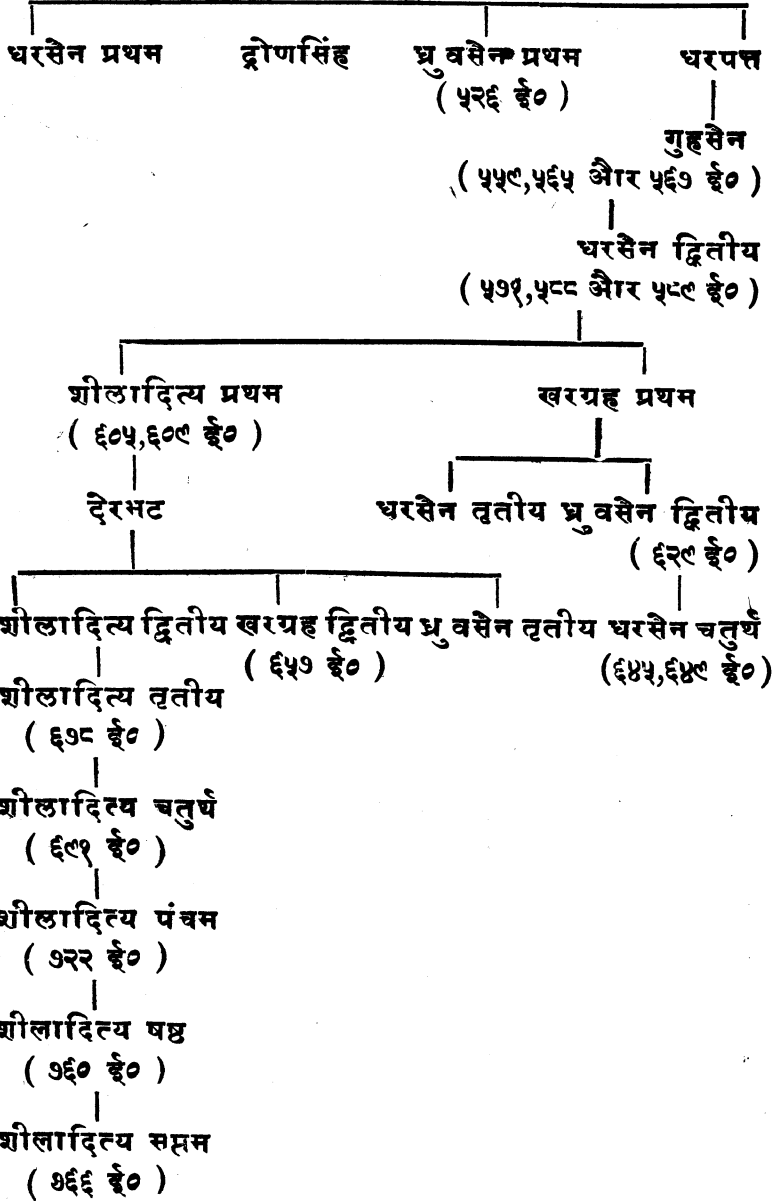 धरसेन प्रथम द्रोणसिंह ध्रुवसेन प्रथम धरपत्त
( ५२६ ई० )
गुहसेन
( ५५९,५६५ और ५६७ ई० )
धरसेन द्वितीय
( ५७१,५८८ और ५८९ ई० )
शीलादित्य प्रथम खरग्रह प्रथम
( ६०५,६०९ ई० )
देरभट धरसेन तृतीय ध्रुवसेन द्वितीय
( ६२९ ई० )
शीलादित्य द्वितीय खरग्रह द्वितीय ध्रुवसेन तृतीय धरसेन चतुर्थ
( ६५७ ई० ) (६४५,६४९ ई०)
शीलादित्य तृतीय
( ६७८ ई० )
शीलादित्य चतुर्थ
( ६९१ ई० )
शीलादित्य पंचम
( ७२२ ई० )
शीलादित्य षष्ठ
( ७६० ई० )
शीलादित्य सप्तम
( ७६६ ई० )